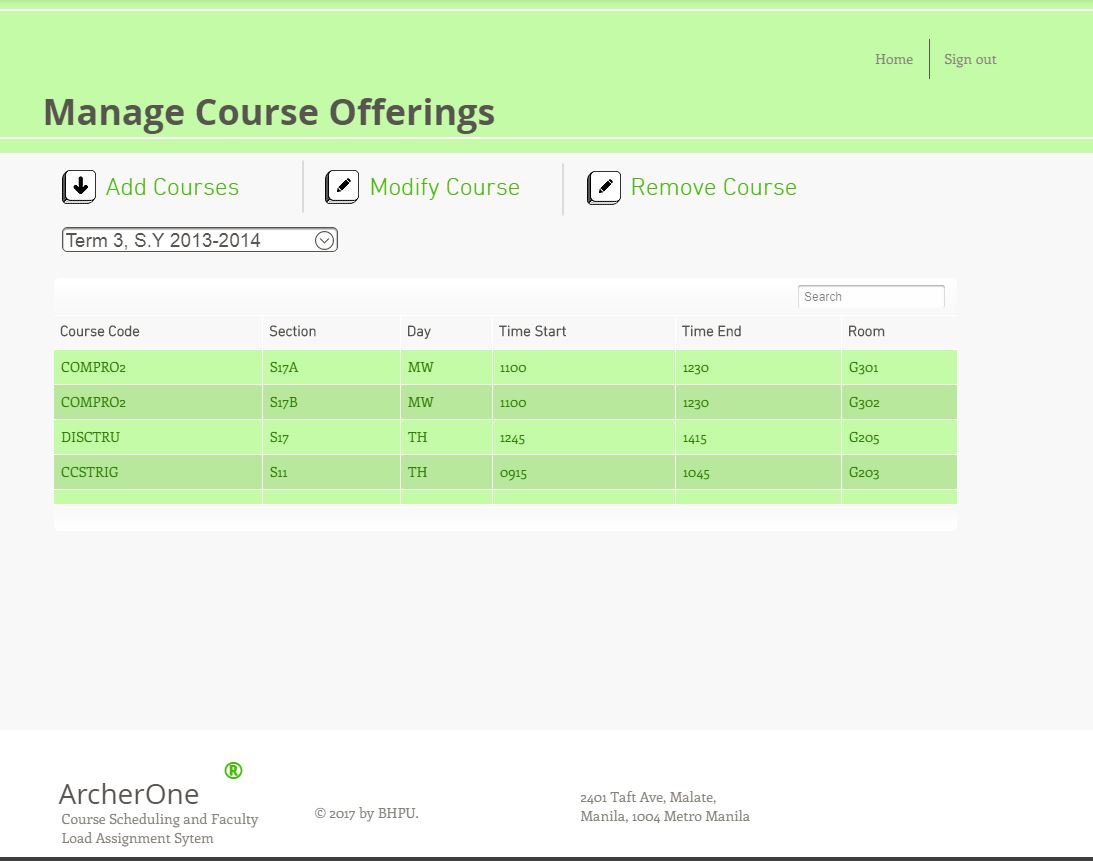 Home Sign out
Manage Course Offerings
Add Courses Modify Course Remove Course
Term 3, S.Y 2013-2014
Search
Course Code Section Day Time Start Time End Room
COMPRO2 S17A MW 1100 1230 G301
COMPRO2 S17B MW 1100 1230 G302
DISCTRU S17 TH 1245 1415 G205
CCSTRIG S11 TH 0915 1045 G203
ArcherOne ®
Course Scheduling and Faculty
Load Assignment Sytem
© 2017 by BHPU.
2401 Taft Ave, Malate,
Manila, 1004 Metro Manila